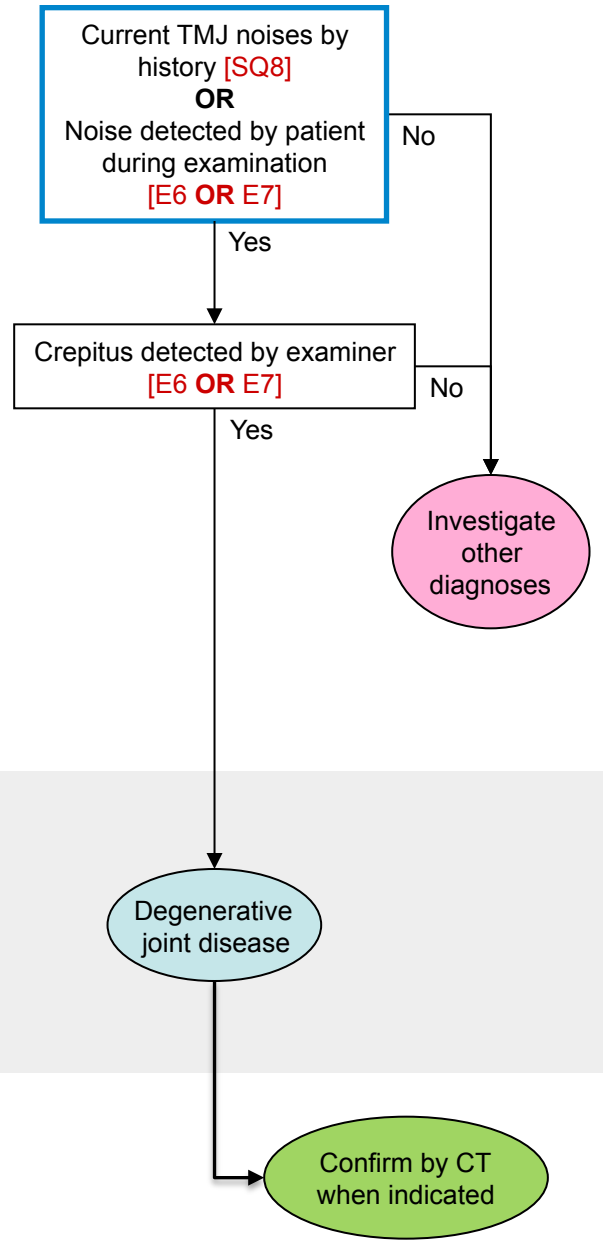 Current TMJ noises by
history [SQ8]
OR
Noise detected by patient
during examination
[E6 OR E7]
No
Yes
Crepitus detected by examiner
[E6 OR E7]
No
Yes
Investigate
other
diagnoses
Degenerative
joint disease
Confirm by CT
when indicated